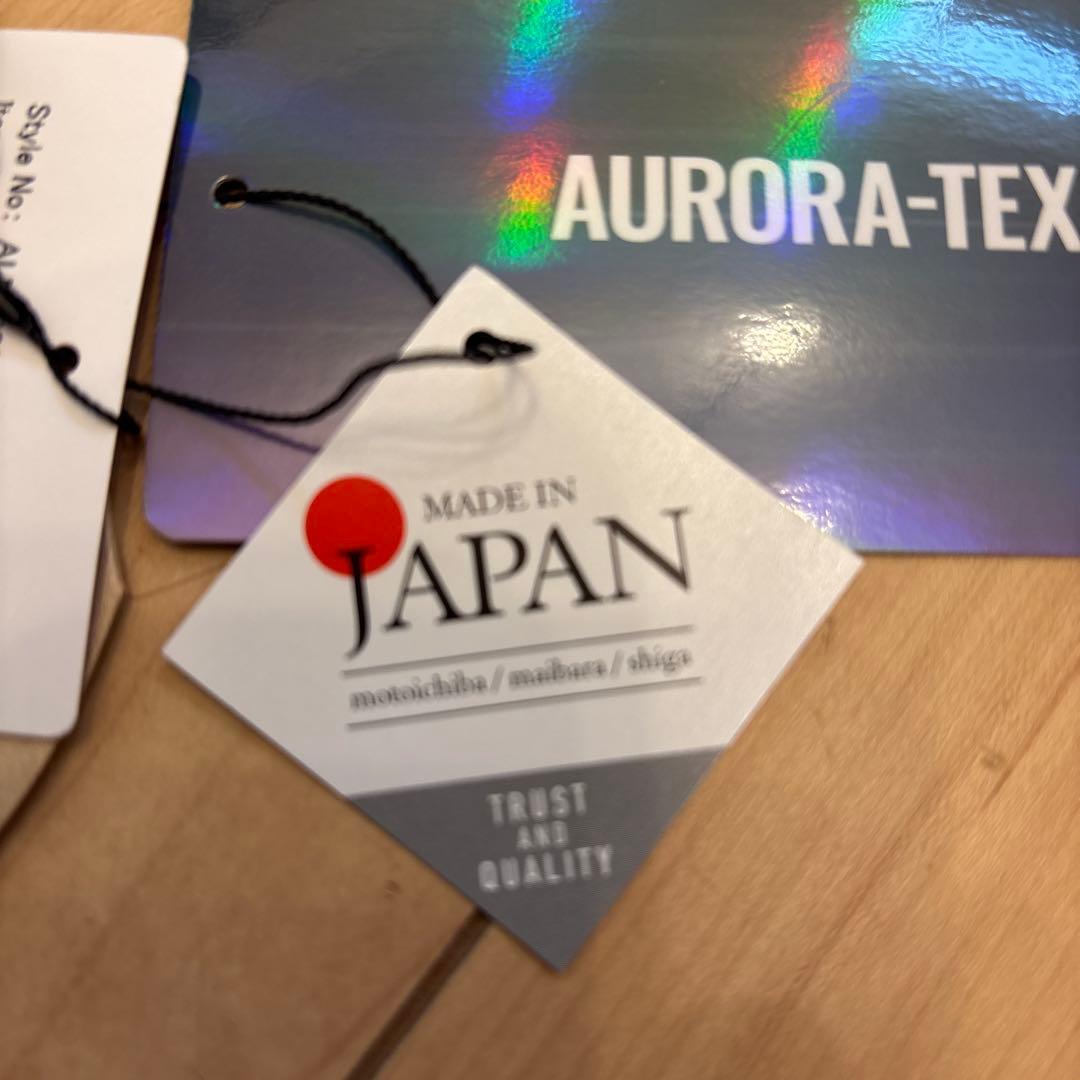 Style No:
AURORA-TEX
MADE IN
JAPAN
motoichiba / maibara / shiga
TRUST
AND
QUALITY